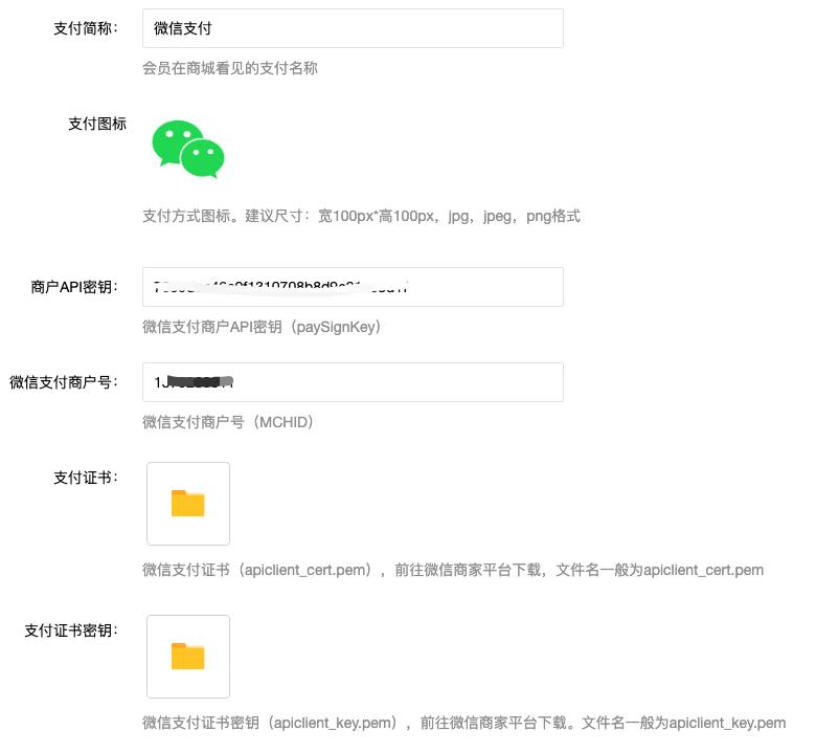 支付简称：
微信支付
会员在商城看见的支付名称
支付图标
支付方式图标。建议尺寸：宽100px*高100px，jpg，jpeg，png格式
商户API密钥：
微信支付商户API密钥（paySignKey）
微信支付商户号：
微信支付商户号（MCHID）
支付证书：
微信支付证书（apiclient_cert.pem），前往微信商家平台下载，文件名一般为apiclient_cert.pem
支付证书密钥：
微信支付证书密钥（apiclient_key.pem），前往微信商家平台下载。文件名一般为apiclient_key.pem